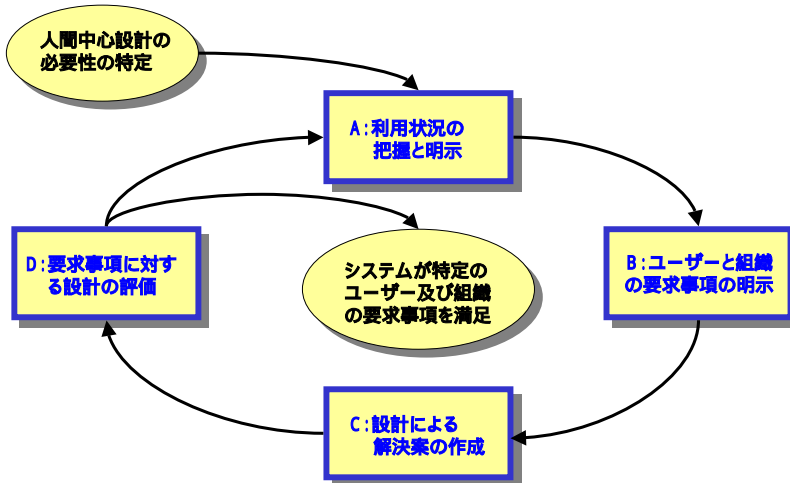 人間中心設計の
必要性の特定
A:利用状況の
把握と明示
D:要求事項に対す
る設計の評価
システムが特定の
ユーザー及び組織
の要求事項を満足
B:ユーザーと組織
の要求事項の明示
C:設計による
解決案の作成